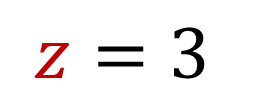 z = 3